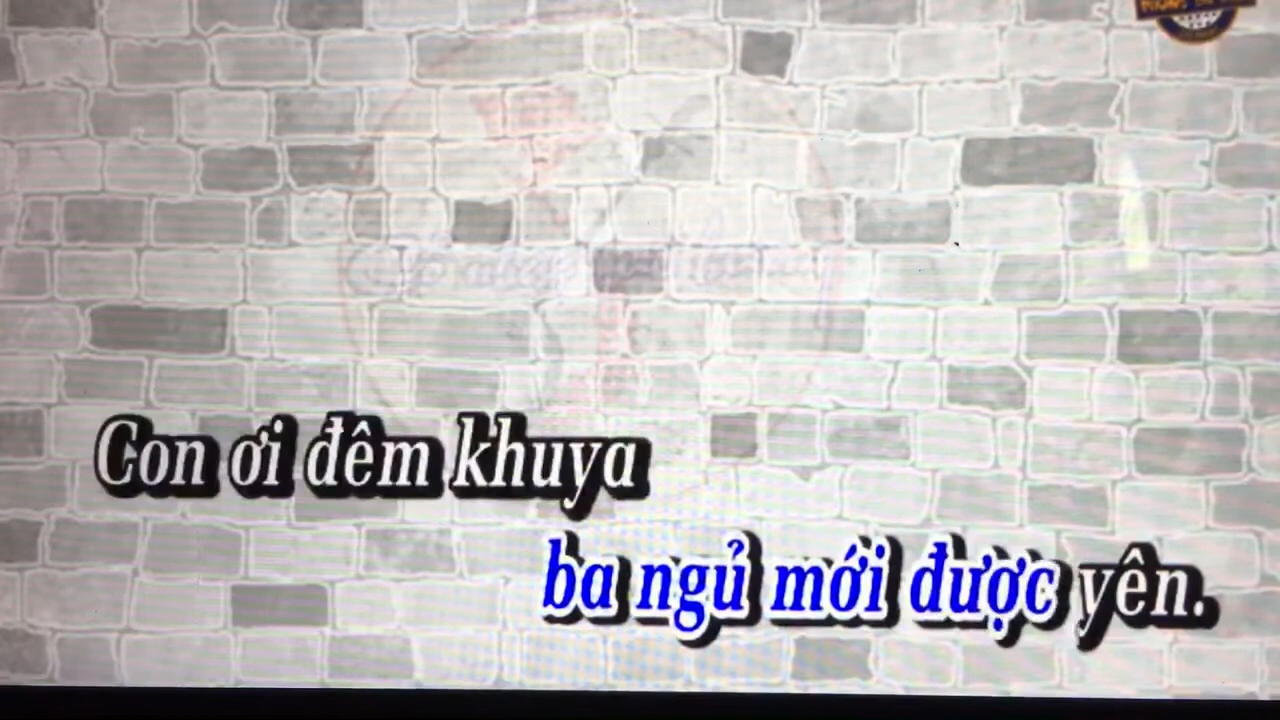 Con ơi đêm khuya
ba ngủ mới được yên.